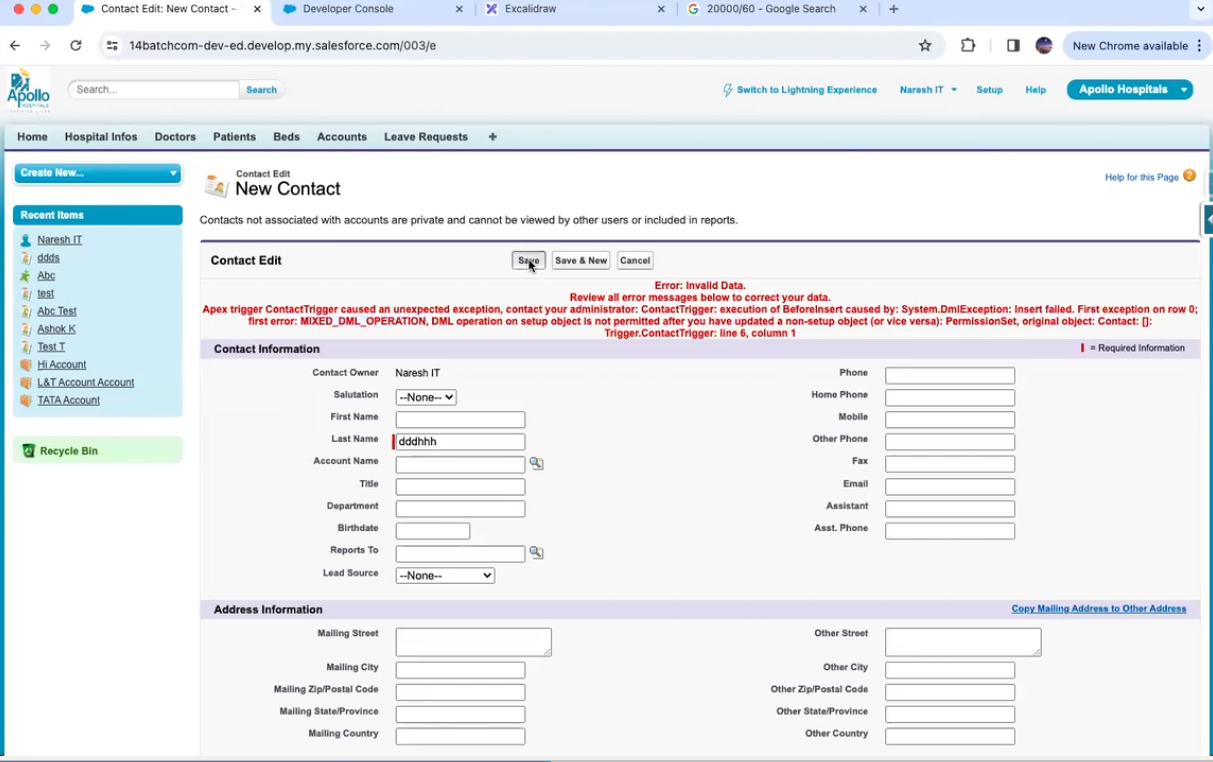 Contact Edit: New Contact ~
Developer Console
Excalidraw
20000/60 - Google Search
14batchcom-dev-ed.develop.my.salesforce.com/003/e
New Chrome available
Apollo
HOSPITALS
Search...
Search
Switch to Lightning Experience
Naresh IT
Setup
Help
Apollo Hospitals
Home
Hospital Infos
Doctors
Patients
Beds
Accounts
Leave Requests
+
Create New...
Recent Items
Naresh IT
ddds
Abc
test
Abc Test
Ashok K
Test T
Hi Account
L&T Account Account
TATA Account
Recycle Bin
Contact Edit
New Contact
Help for this Page
Contacts not associated with accounts are private and cannot be viewed by other users or included in reports.
Contact Edit
Save
Save & New
Cancel
Error: Invalid Data.
Review all error messages below to correct your data.
Apex trigger ContactTrigger caused an unexpected exception, contact your administrator: ContactTrigger: execution of BeforeInsert caused by: System.DmlException: Insert failed. First exception on row 0;
first error: MIXED_DML_OPERATION, DML operation on setup object is not permitted after you have updated a non-setup object (or vice versa): PermissionSet, original object: Contact: []:
Trigger.ContactTrigger: line 6, column 1
Contact Information
= Required Information
Contact Owner Naresh IT
Phone
Salutation --None--
Home Phone
First Name
Mobile
Last Name dddhhh
Other Phone
Account Name
Fax
Title
Email
Department
Assistant
Birthdate
Asst. Phone
Reports To
Lead Source --None--
Address Information
Copy Mailing Address to Other Address
Mailing Street
Other Street
Mailing City
Other City
Mailing Zip/Postal Code
Other Zip/Postal Code
Mailing State/Province
Other State/Province
Mailing Country
Other Country